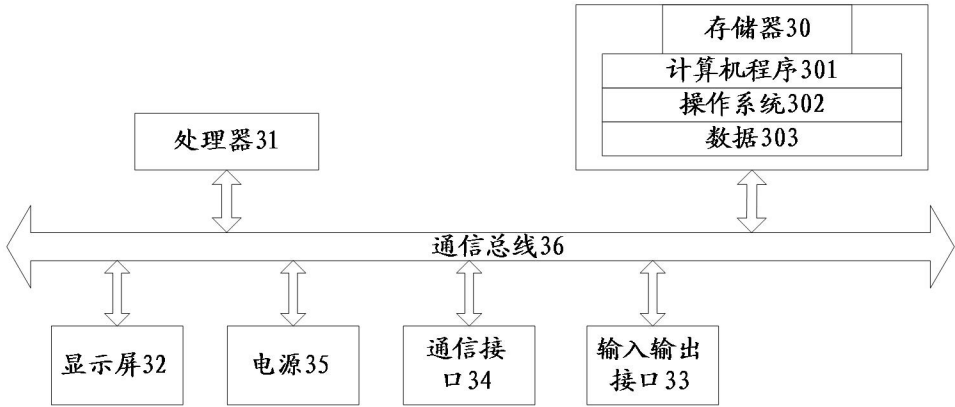 存储器30
计算机程序301
操作系统302
数据303
处理器31
通信总线36
显示屏32
电源35
通信接
口34
输入输出
接口33